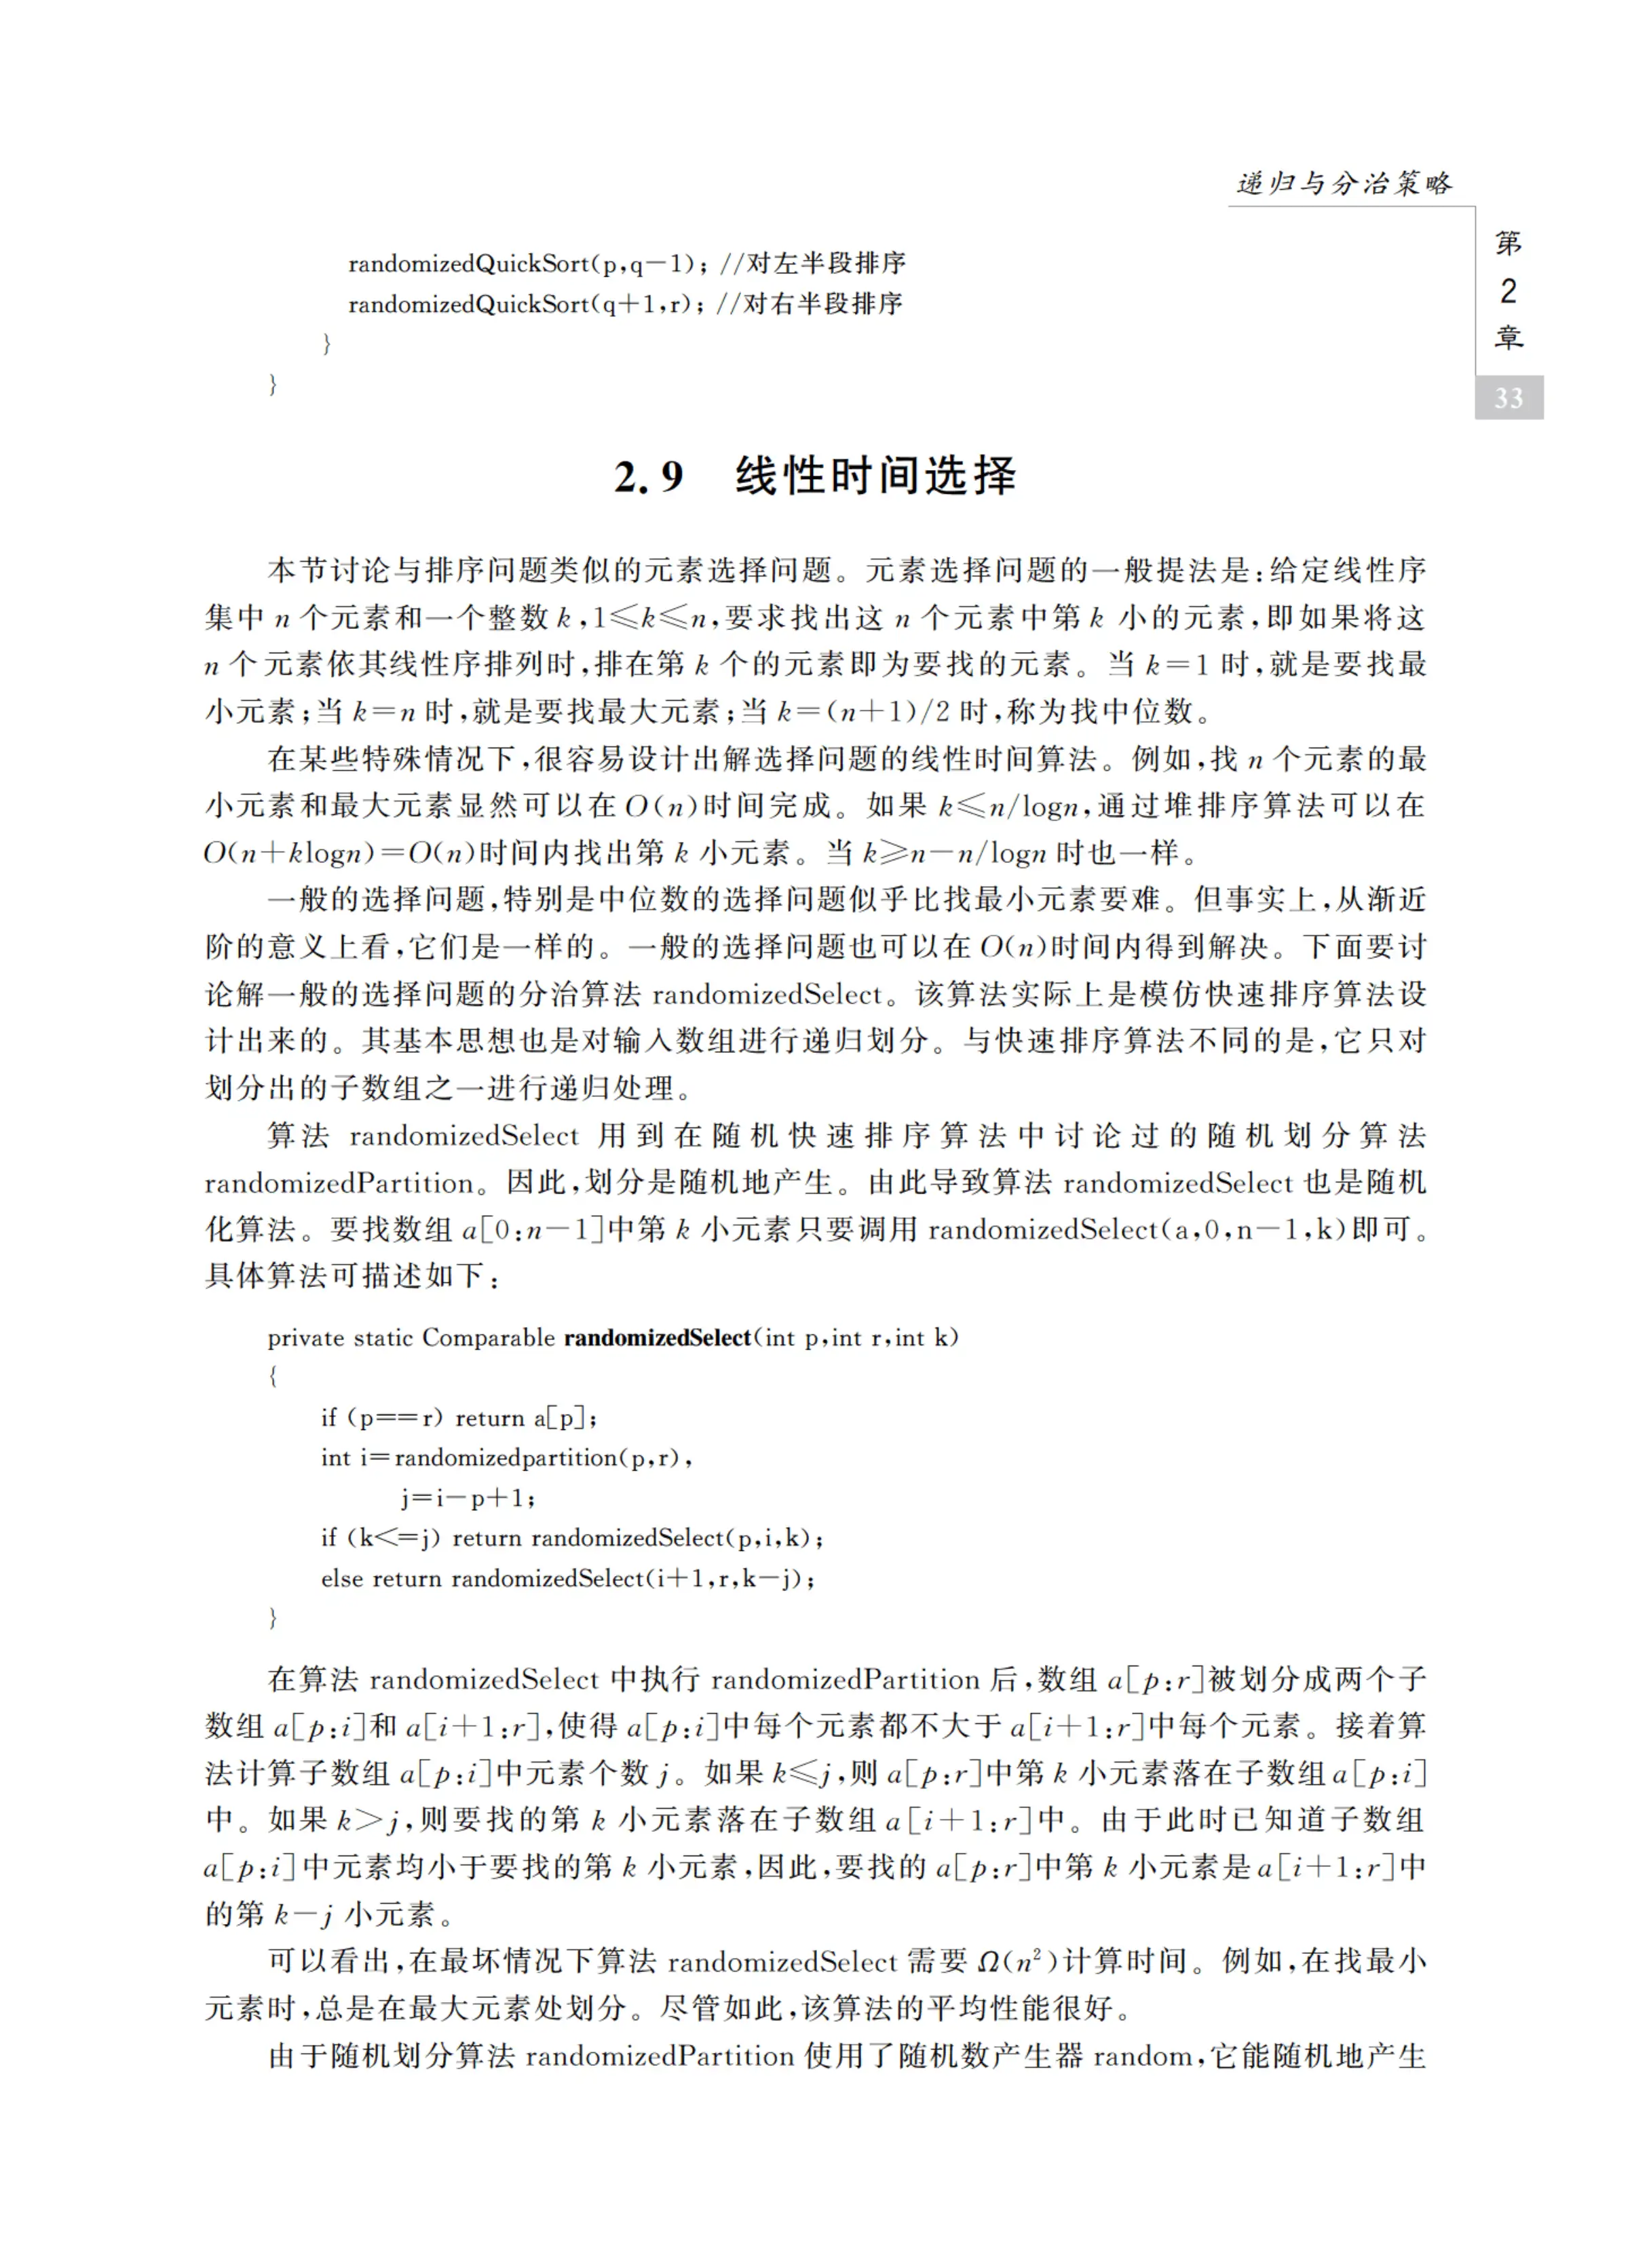 递归与分治策略
第
2
章
33
randomizedQuickSort(p,q-1); //对左半段排序
randomizedQuickSort(q+1,r); //对右半段排序
}
}
2.9 线性时间选择
本节讨论与排序问题类似的元素选择问题。元素选择问题的一般提法是:给定线性序
集中 n 个元素和一个整数 k,1≤k≤n,要求找出这 n 个元素中第 k 小的元素,即如果将这
n 个元素依其线性序排列时,排在第 k 个的元素即为要找的元素。当 k=1 时,就是要找最
小元素;当 k=n 时,就是要找最大元素;当 k=(n+1)/2 时,称为找中位数。
在某些特殊情况下,很容易设计出解选择问题的线性时间算法。例如,找 n 个元素的最
小元素和最大元素显然可以在 O(n)时间完成。如果 k≤n/logn,通过堆排序算法可以在
O(n+klogn)=O(n)时间内找出第 k 小元素。当 k≥n-n/logn 时也一样。
一般的选择问题,特别是中位数的选择问题似乎比找最小元素要难。但事实上,从渐近
阶的意义上看,它们是一样的。一般的选择问题也可以在 O(n)时间内得到解决。下面要讨
论解一般的选择问题的分治算法 randomizedSelect。该算法实际上是模仿快速排序算法设
计出来的。其基本思想也是对输入数组进行递归划分。与快速排序算法不同的是,它只对
划分出的子数组之一进行递归处理。
算法 randomizedSelect 用到在随机快速排序算法中讨论过的随机划分算法
randomizedPartition。因此,划分是随机地产生。由此导致算法 randomizedSelect 也是随机
化算法。要找数组 a[0:n-1]中第 k 小元素只要调用 randomizedSelect(a,0,n-1,k)即可。
具体算法可描述如下:
private static Comparable randomizedSelect(int p,int r,int k)
{
if (p==r) return a[p];
int i=randomizedpartition(p,r),
j=i-p+1;
if (k<=j) return randomizedSelect(p,i,k);
else return randomizedSelect(i+1,r,k-j);
}
在算法 randomizedSelect 中执行 randomizedPartition 后,数组 a[p:r]被划分成两个子
数组 a[p:i]和 a[i+1:r],使得 a[p:i]中每个元素都不大于 a[i+1:r]中每个元素。接着算
法计算子数组 a[p:i]中元素个数 j。如果 k≤j,则 a[p:r]中第 k 小元素落在子数组 a[p:i]
中。如果 k>j,则要找的第 k 小元素落在子数组 a[i+1:r]中。由于此时已知道子数组
a[p:i]中元素均小于要找的第 k 小元素,因此,要找的 a[p:r]中第 k 小元素是 a[i+1:r]中
的第 k-j 小元素。
可以看出,在最坏情况下算法 randomizedSelect 需要 Ω(n²)计算时间。例如,在找最小
元素时,总是在最大元素处划分。尽管如此,该算法的平均性能很好。
由于随机划分算法 randomizedPartition 使用了随机数产生器 random,它能随机地产生